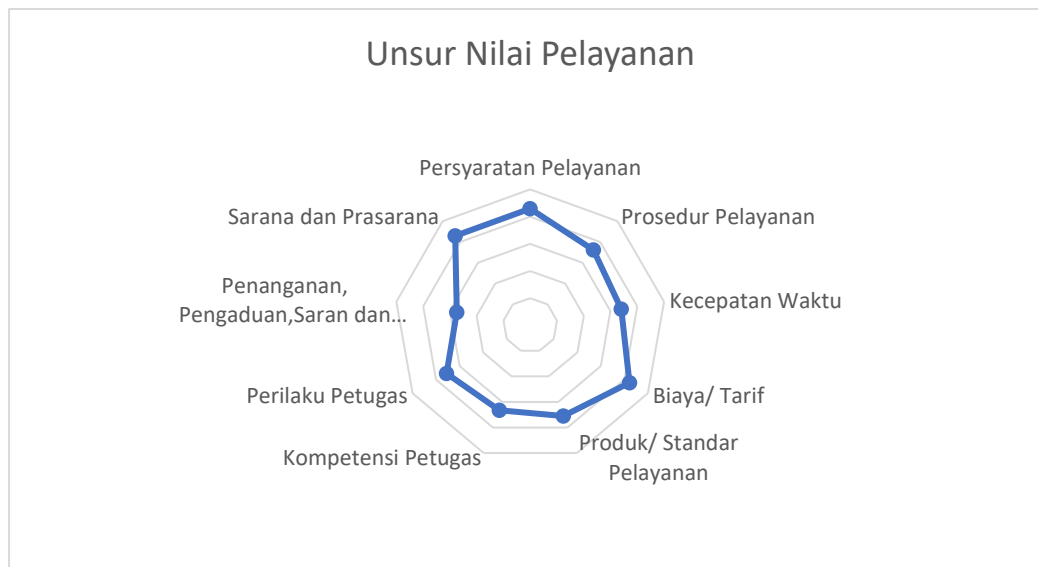 Unsur Nilai Pelayanan
Persyaratan Pelayanan
Prosedur Pelayanan
Kecepatan Waktu
Biaya/ Tarif
Produk/ Standar
Pelayanan
Kompetensi Petugas
Perilaku Petugas
Penanganan,
Pengaduan,Saran dan...
Sarana dan Prasarana